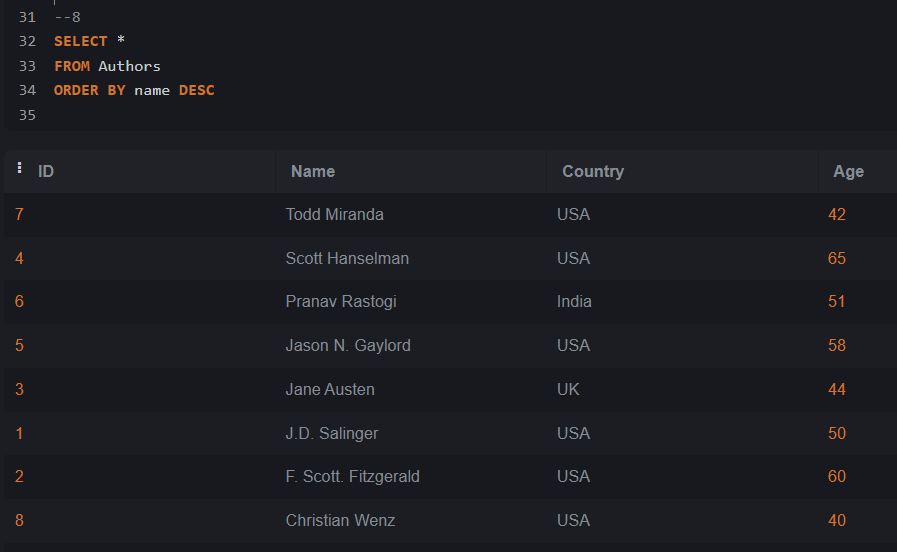 31 --8
32 SELECT *
33 FROM Authors
34 ORDER BY name DESC
35
ID Name Country Age
7 Todd Miranda USA 42
4 Scott Hanselman USA 65
6 Pranav Rastogi India 51
5 Jason N. Gaylord USA 58
3 Jane Austen UK 44
1 J.D. Salinger USA 50
2 F. Scott. Fitzgerald USA 60
8 Christian Wenz USA 40